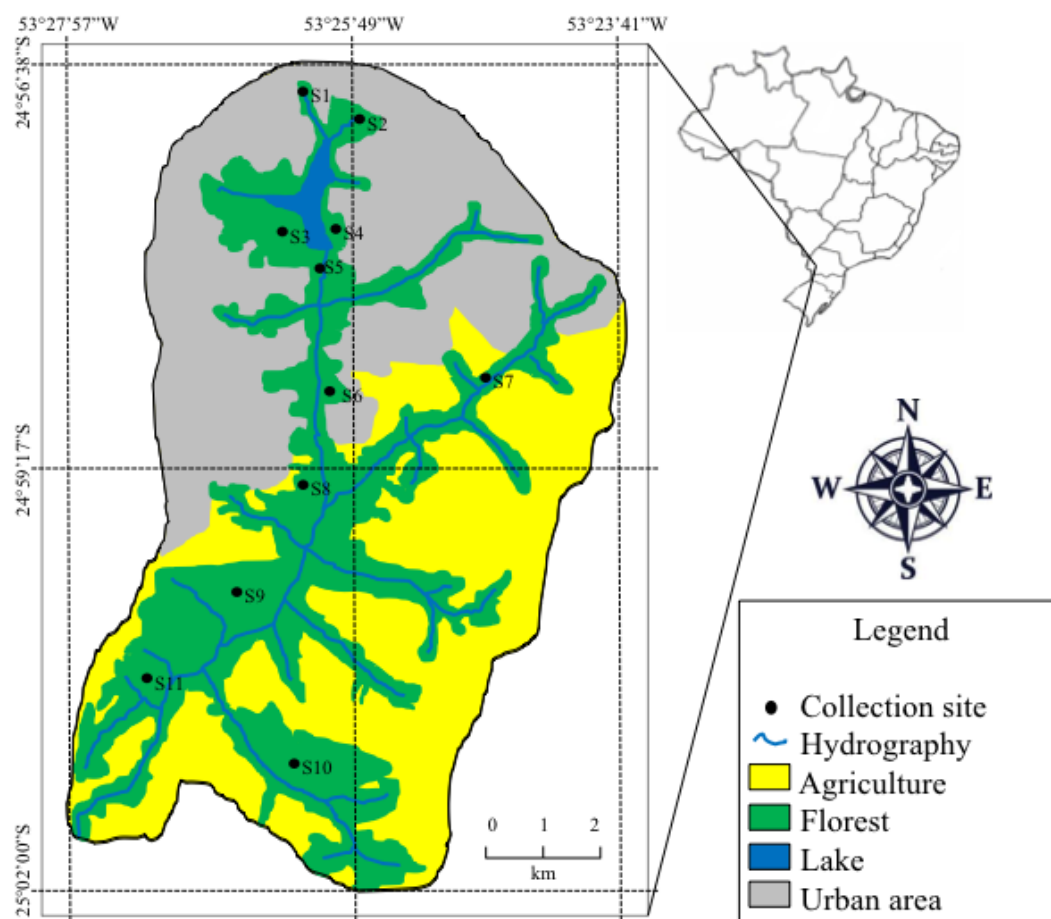 53°27'57"W 53°25'49"W 53°23'41"W
24°56'38"S
S1
S2
S3 S4
S5
S7
S6
24°59'17"S
S8
S9
S11
S10
25°02'00"S
0 1 2
km
N
W E
S
Legend
Collection site
Hydrography
Agriculture
Florest
Lake
Urban area